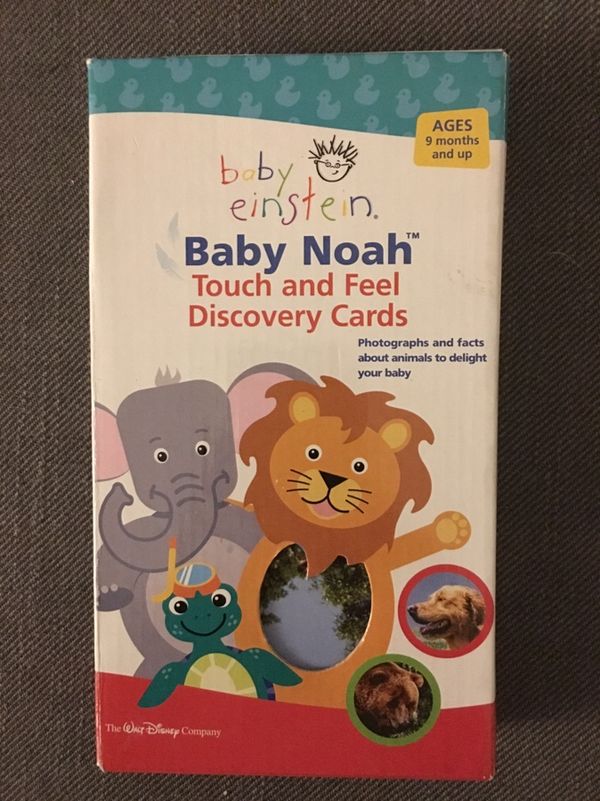 AGES
9 months
and up
baby
einstein.
Baby Noah™
Touch and Feel
Discovery Cards
Photographs and facts
about animals to delight
your baby
The Walt Disney Company